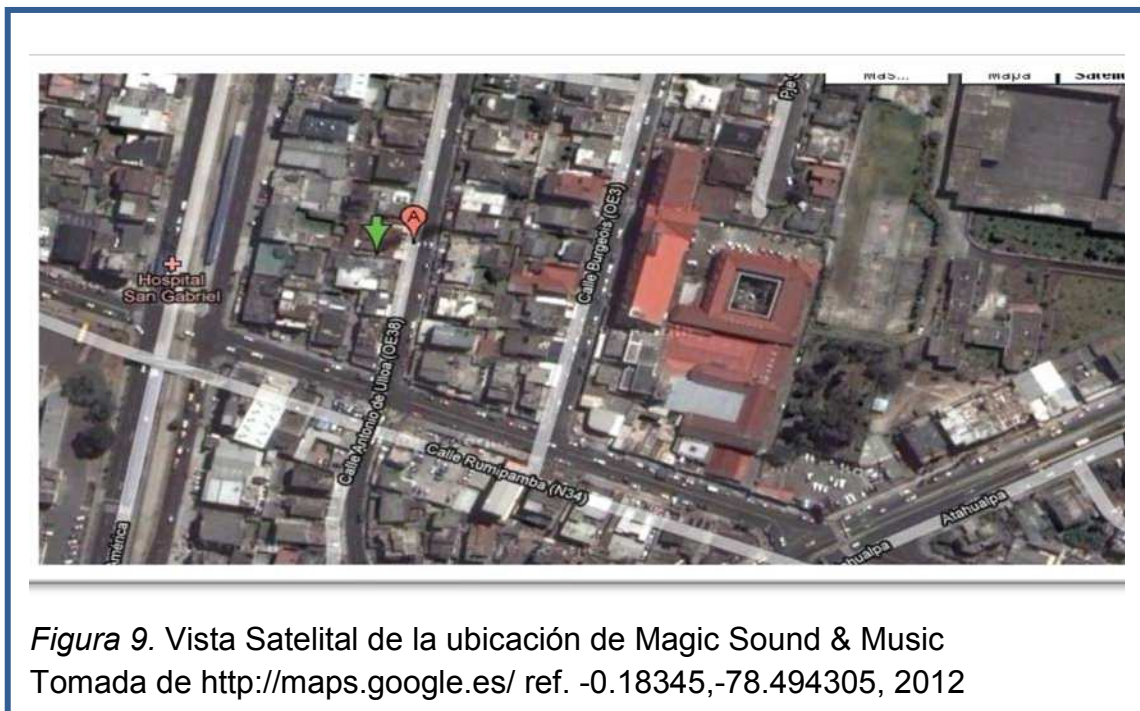 Más...
Mapa
A
Hospital
San Gabriel
Calle Burgeois (OE3)
Calle Antonio de Ulloa (OE38)
Calle Rumipamba (N34)
Atahualpa
América
Figura 9. Vista Satelital de la ubicación de Magic Sound & Music
Tomada de http://maps.google.es/ ref. -0.18345,-78.494305, 2012